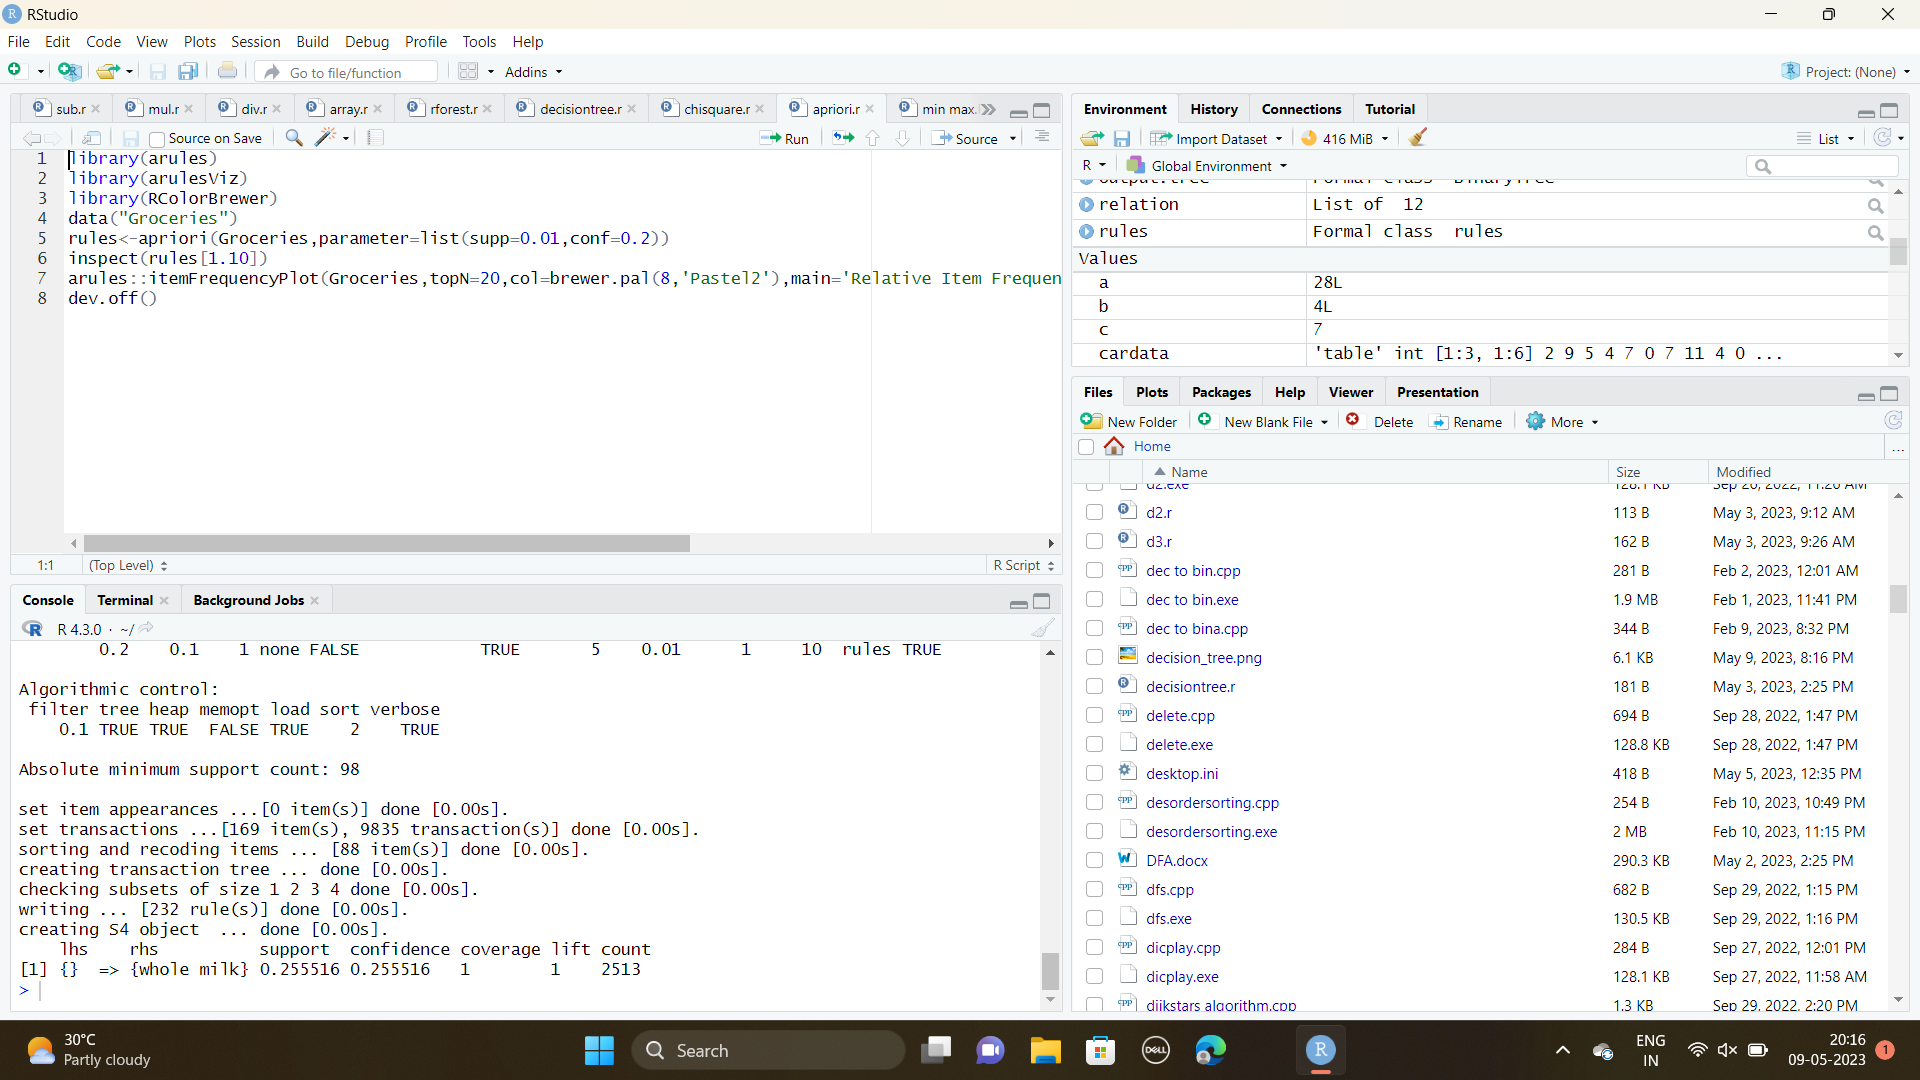 RStudio
File Edit Code View Plots Session Build Debug Profile Tools Help
Go to file/function Addins Project: (None)
sub.r mul.r div.r array.r rforest.r decisiontree.r chisquare.r apriori.r min max.
Source on Save Run Source
1 library(arules)
2 library(arulesViz)
3 library(RColorBrewer)
4 data("Groceries")
5 rules<-apriori(Groceries,parameter=list(supp=0.01,conf=0.2))
6 inspect(rules[1.10])
7 arules::itemFrequencyPlot(Groceries,topN=20,col=brewer.pal(8,'Pastel2'),main='Relative Item Frequen
8 dev.off()
1:1 (Top Level) R Script
Console Terminal Background Jobs
R 4.3.0 · ~/
0.2 0.1 1 none FALSE TRUE 5 0.01 1 10 rules TRUE
Algorithmic control:
filter tree heap memopt load sort verbose
0.1 TRUE TRUE FALSE TRUE 2 TRUE
Absolute minimum support count: 98
set item appearances ...[0 item(s)] done [0.00s].
set transactions ...[169 item(s), 9835 transaction(s)] done [0.00s].
sorting and recoding items ... [88 item(s)] done [0.00s].
creating transaction tree ... done [0.00s].
checking subsets of size 1 2 3 4 done [0.00s].
writing ... [232 rule(s)] done [0.00s].
creating S4 object ... done [0.00s].
lhs rhs support confidence coverage lift count
[1] {} => {whole milk} 0.255516 0.255516 1 1 2513
>
Environment History Connections Tutorial
Import Dataset 416 MiB List
R Global Environment
output.tree Formal class BinaryTree
relation List of 12
rules Formal class rules
Values
a 28L
b 4L
c 7
cardata 'table' int [1:3, 1:6] 2 9 5 4 7 0 7 11 4 0 ...
Files Plots Packages Help Viewer Presentation
New Folder New Blank File Delete Rename More
Home ...
Name Size Modified
d2.exe 128.1 KB Sep 26, 2022, 11:26 AM
d2.r 113 B May 3, 2023, 9:12 AM
d3.r 162 B May 3, 2023, 9:26 AM
dec to bin.cpp 281 B Feb 2, 2023, 12:01 AM
dec to bin.exe 1.9 MB Feb 1, 2023, 11:41 PM
dec to bina.cpp 344 B Feb 9, 2023, 8:32 PM
decision_tree.png 6.1 KB May 9, 2023, 8:16 PM
decisiontree.r 181 B May 3, 2023, 2:25 PM
delete.cpp 694 B Sep 28, 2022, 1:47 PM
delete.exe 128.8 KB Sep 28, 2022, 1:47 PM
desktop.ini 418 B May 5, 2023, 12:35 PM
desordersorting.cpp 254 B Feb 10, 2023, 10:49 PM
desordersorting.exe 2 MB Feb 10, 2023, 11:15 PM
DFA.docx 290.3 KB May 2, 2023, 2:25 PM
dfs.cpp 682 B Sep 29, 2022, 1:15 PM
dfs.exe 130.5 KB Sep 29, 2022, 1:16 PM
dicplay.cpp 284 B Sep 27, 2022, 12:01 PM
dicplay.exe 128.1 KB Sep 27, 2022, 11:58 AM
dijkstars algorithm.cpp 1.3 KB Sep 29, 2022, 2:20 PM
30°C
Partly cloudy
Search
DELL
R
ENG
IN
20:16
09-05-2023
1